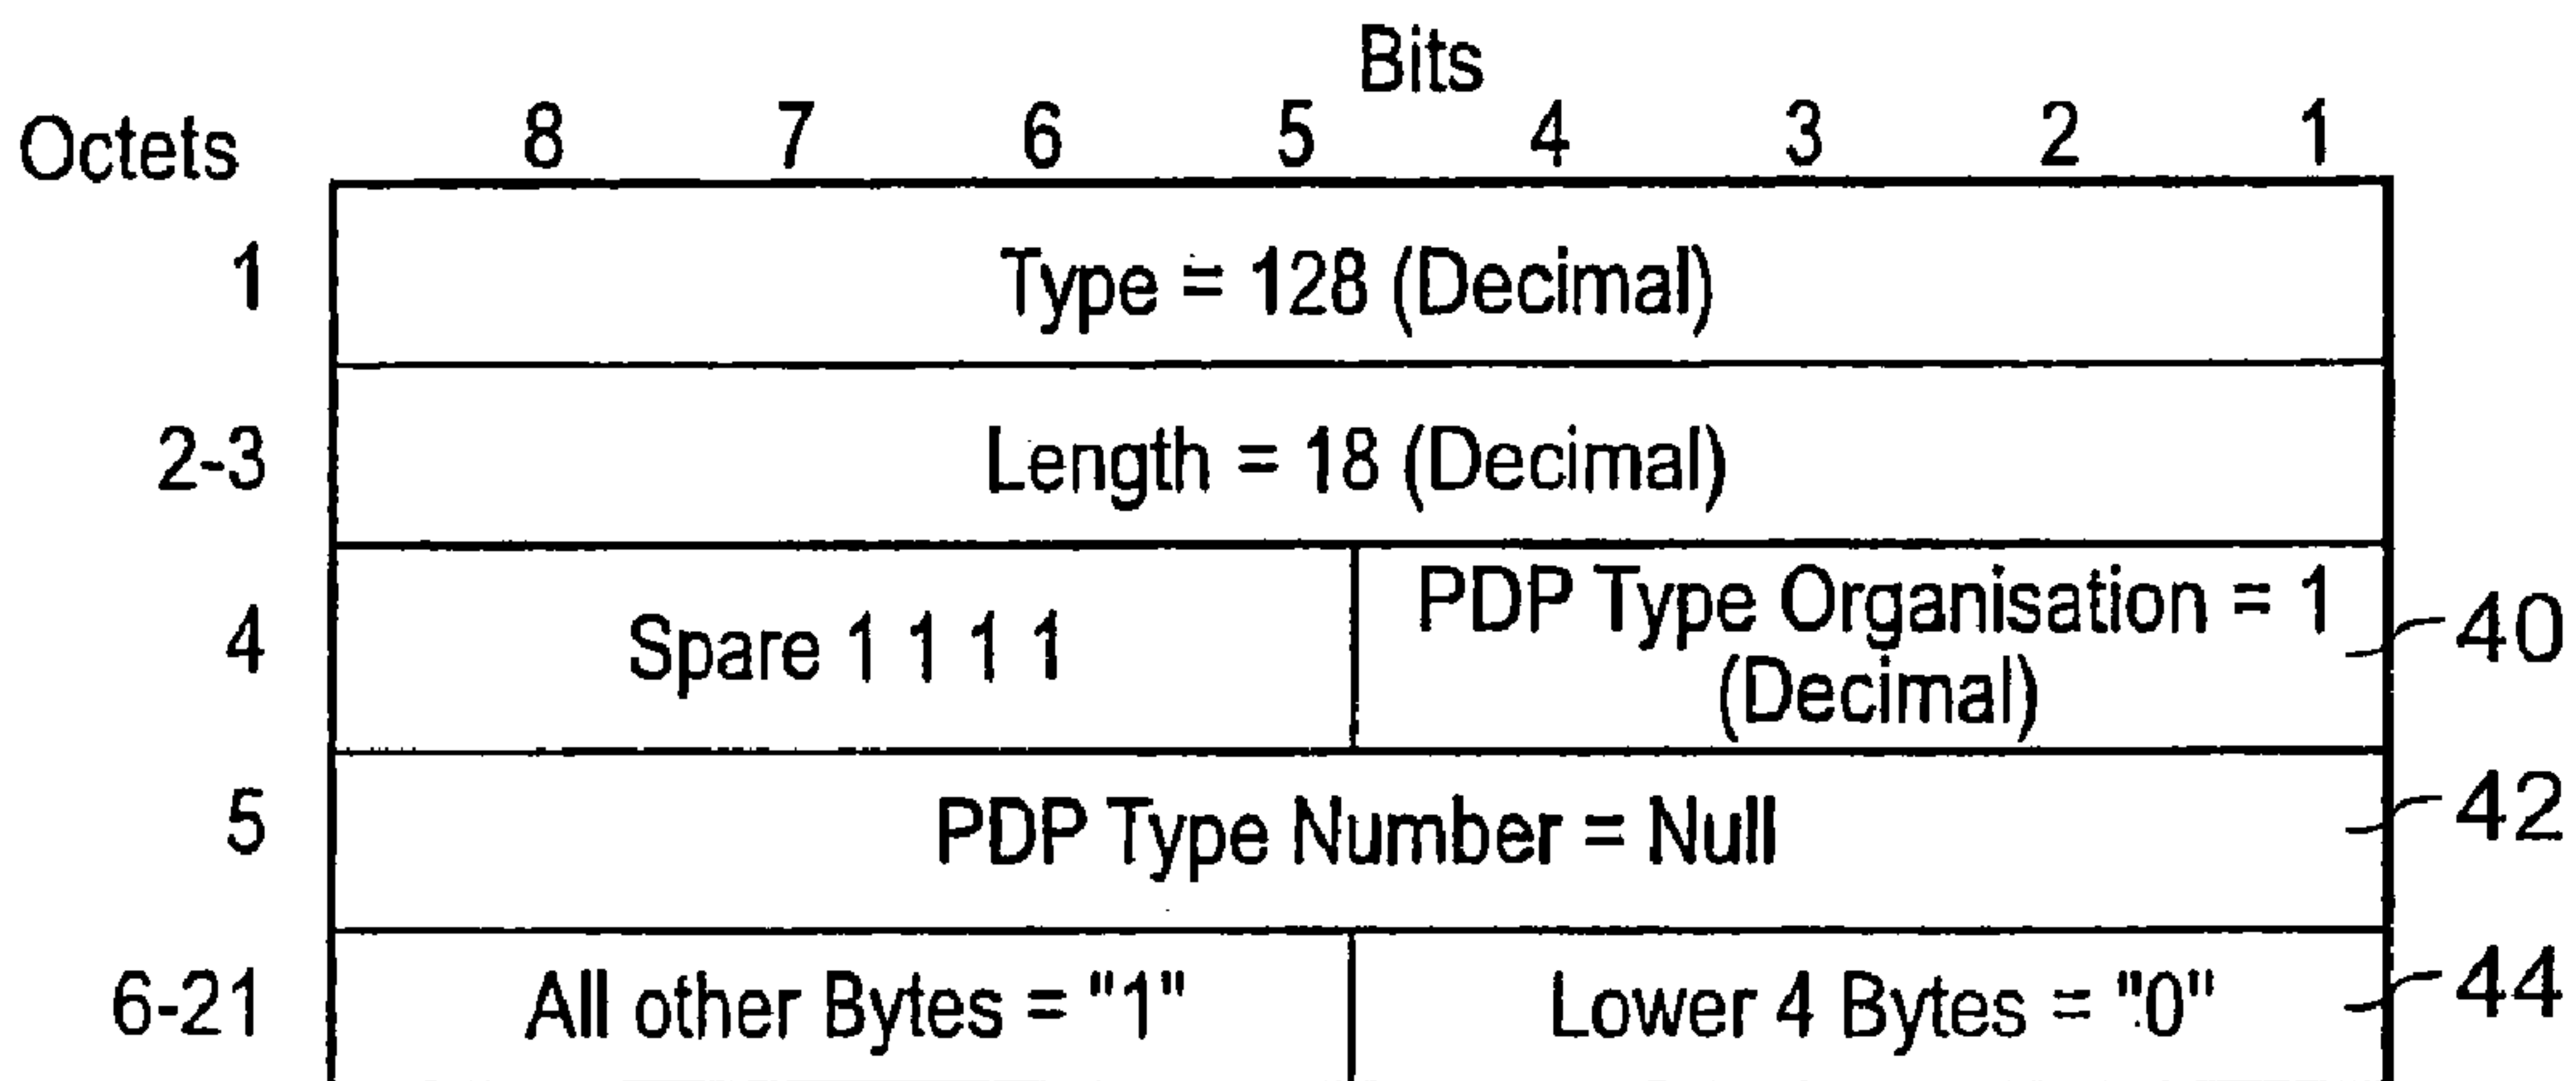 Bits
Octets 8 7 6 5 4 3 2 1
1 Type = 128 (Decimal)
2-3 Length = 18 (Decimal)
4 Spare 1 1 1 1 PDP Type Organisation = 1 (Decimal) 40
5 PDP Type Number = Null 42
6-21 All other Bytes = "1" Lower 4 Bytes = "0" 44